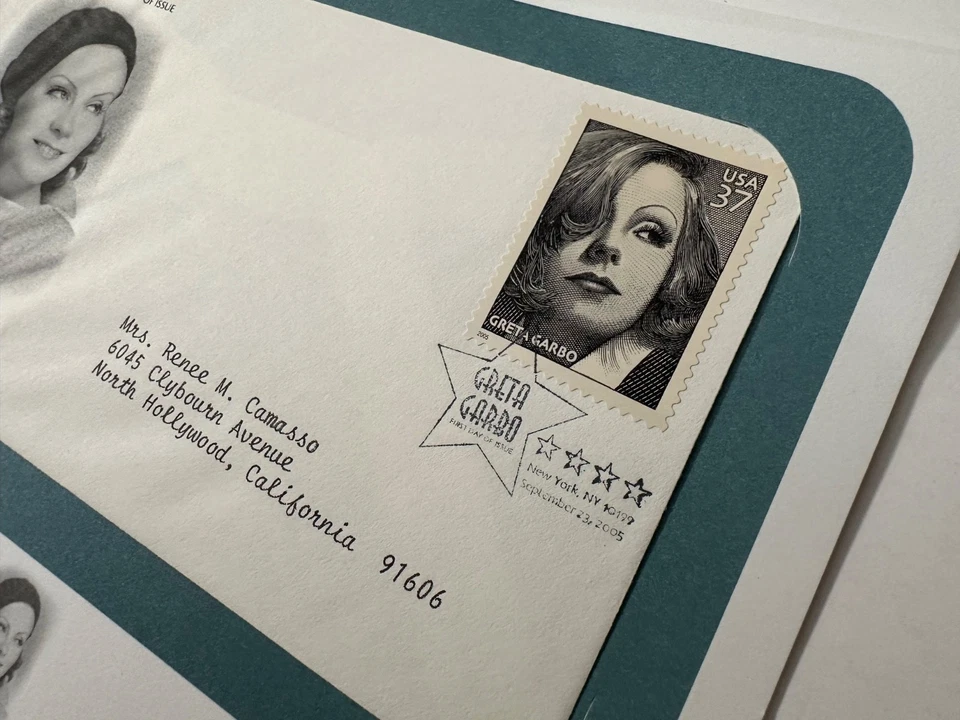 OF ISSUE
USA
37
GRETA GARBO
2005
GRETA
GARBO
FIRST DAY OF ISSUE
New York, NY 10199
September 23, 2005
Mrs. Renee M. Camasso
6045 Clybourn Avenue
North Hollywood, California 91606